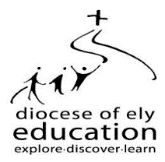 diocese of ely
education
explore·discover·learn